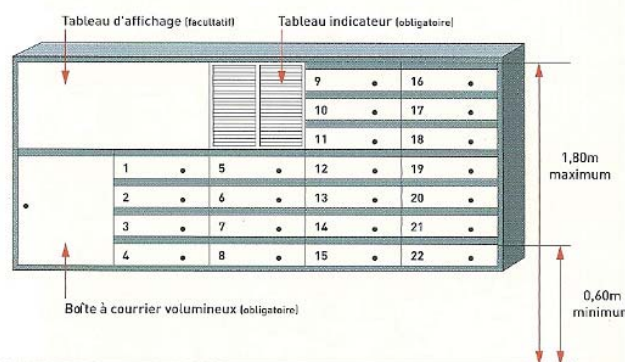 Tableau d'affichage (facultatif)
Tableau indicateur (obligatoire)
9 16
10 17
11 18
1 5 12 19
2 6 13 20
3 7 14 21
4 8 15 22
1,80m
maximum
0,60m
minimum
Boîte à courrier volumineux (obligatoire)